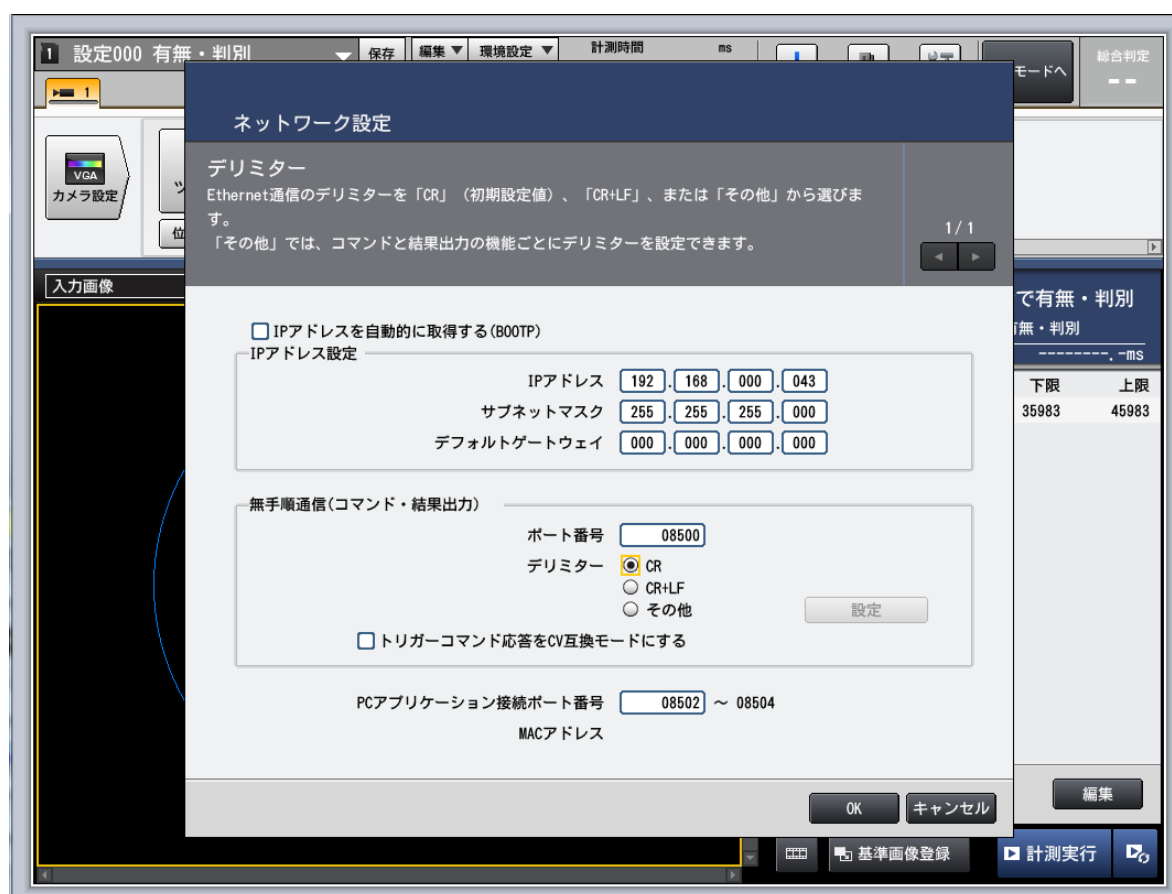 1 設定000 有無・判別
保存 編集 ▼ 環境設定 ▼
計測時間 ms
モードへ
総合判定
--
1
VGA
カメラ設定
位
ネットワーク設定
デリミター
Ethernet通信のデリミターを「CR」（初期設定値）、「CR+LF」、または「その他」から選びま
す。
「その他」では、コマンドと結果出力の機能ごとにデリミターを設定できます。
1/1
入力画像
で有無・判別
有無・判別
--------.-ms
下限 上限
35983 45983
IPアドレスを自動的に取得する(BOOTP)
IPアドレス設定
IPアドレス 192.168.000.043
サブネットマスク 255.255.255.000
デフォルトゲートウェイ 000.000.000.000
無手順通信(コマンド・結果出力)
ポート番号 08500
デリミター CR
CR+LF
その他 設定
トリガーコマンド応答をCV互換モードにする
PCアプリケーション接続ポート番号 08502 ～ 08504
MACアドレス
OK キャンセル
編集
基準画像登録
計測実行